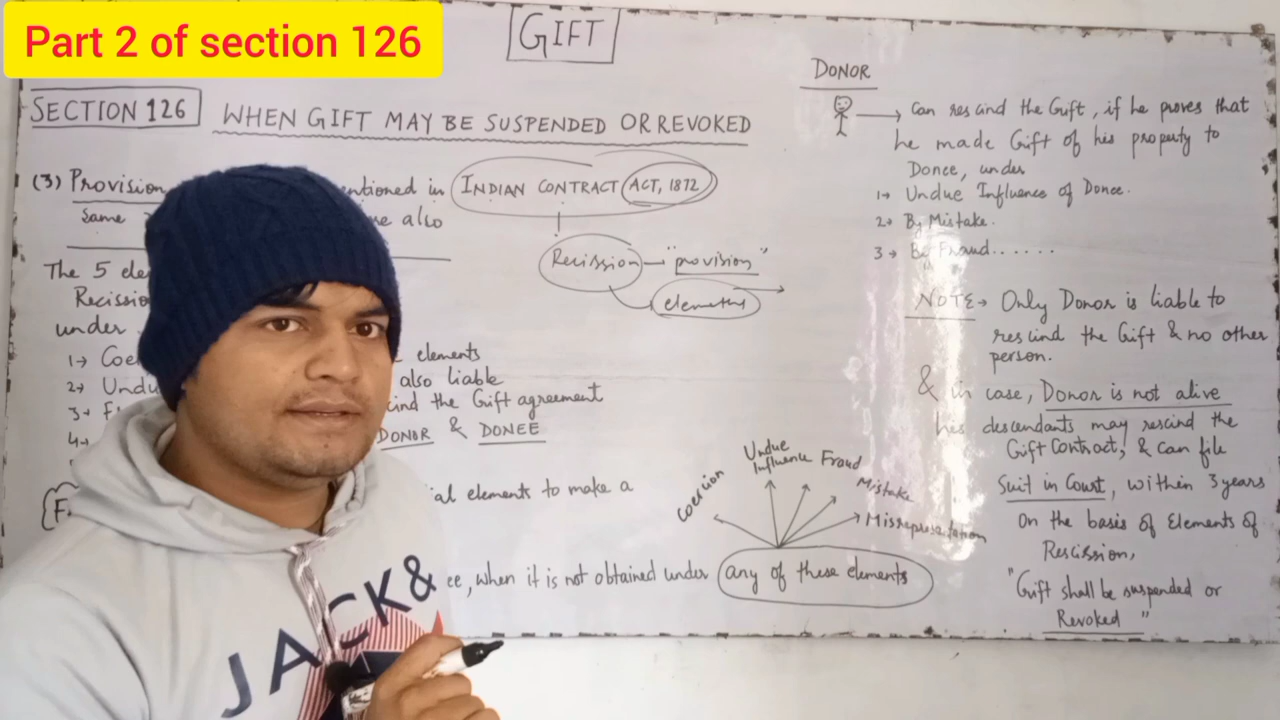 Part 2 of section 126
GIFT
SECTION 126 WHEN GIFT MAY BE SUSPENDED OR REVOKED
(3) Provision mentioned in INDIAN CONTRACT ACT, 1872
Same also
Recission — "provision"
elements
The 5
Recissio
under
1→ elements
2→ Undu also liable
3→ the Gift agreement
4→ DONOR & DONEE
elements to make a
, when it is not obtained under any of these elements
Coercion
Undue
Influence
Fraud
Mistake
Misrepresentation
DONOR
→ Can rescind the Gift, if he proves that
he made Gift of his property to
Donee, under
1→ Undue Influence of Donee.
2→ By Mistake.
3→ By Fraud......
NOTE→ Only Donor is liable to
rescind the Gift & no other
person.
& in case, Donor is not alive
his descendants may rescind the
Gift Contract, & can file
Suit in Court, within 3 years
on the basis of Elements of
Rescission,
"Gift shall be suspended or
Revoked"
JACK&